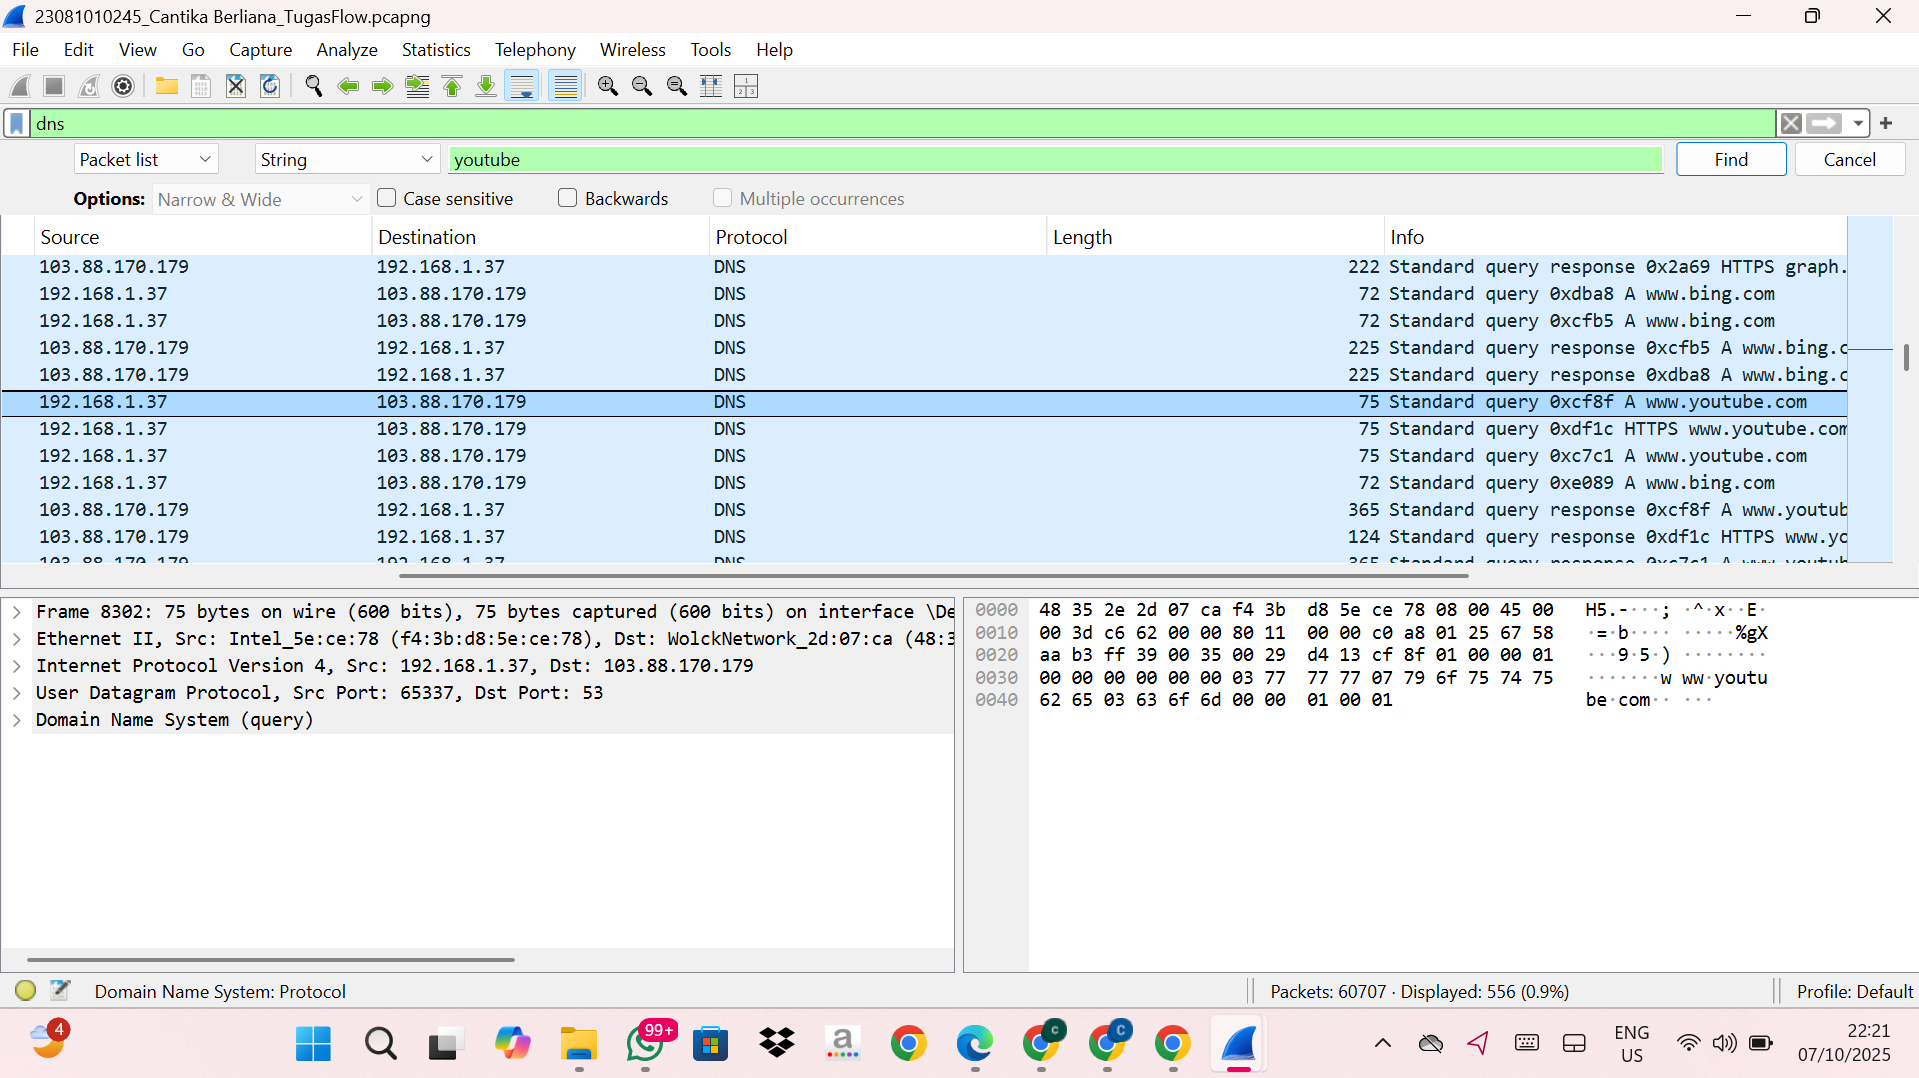 23081010245_Cantika Berliana_TugasFlow.pcapng
File Edit View Go Capture Analyze Statistics Telephony Wireless Tools Help
dns
Packet list String youtube Find Cancel
Options: Narrow & Wide Case sensitive Backwards Multiple occurrences
Source Destination Protocol Length Info
103.88.170.179 192.168.1.37 DNS 222 Standard query response 0x2a69 HTTPS graph.
192.168.1.37 103.88.170.179 DNS 72 Standard query 0xdba8 A www.bing.com
192.168.1.37 103.88.170.179 DNS 72 Standard query 0xcfb5 A www.bing.com
103.88.170.179 192.168.1.37 DNS 225 Standard query response 0xcfb5 A www.bing.c
103.88.170.179 192.168.1.37 DNS 225 Standard query response 0xdba8 A www.bing.c
192.168.1.37 103.88.170.179 DNS 75 Standard query 0xcf8f A www.youtube.com
192.168.1.37 103.88.170.179 DNS 75 Standard query 0xdf1c HTTPS www.youtube.com
192.168.1.37 103.88.170.179 DNS 75 Standard query 0xc7c1 A www.youtube.com
192.168.1.37 103.88.170.179 DNS 72 Standard query 0xe089 A www.bing.com
103.88.170.179 192.168.1.37 DNS 365 Standard query response 0xcf8f A www.youtub
103.88.170.179 192.168.1.37 DNS 124 Standard query response 0xdf1c HTTPS www.yo
103.88.170.179 192.168.1.37 DNS 365 Standard query response 0xc7c1 A www.youtub
Frame 8302: 75 bytes on wire (600 bits), 75 bytes captured (600 bits) on interface \De
Ethernet II, Src: Intel_5e:ce:78 (f4:3b:d8:5e:ce:78), Dst: WolckNetwork_2d:07:ca (48:3
Internet Protocol Version 4, Src: 192.168.1.37, Dst: 103.88.170.179
User Datagram Protocol, Src Port: 65337, Dst Port: 53
Domain Name System (query)
0000 48 35 2e 2d 07 ca f4 3b d8 5e ce 78 08 00 45 00 H5.-···; ·^·x··E·
0010 00 3d c6 62 00 00 80 11 00 00 c0 a8 01 25 67 58 ·=·b···· ·····%gX
0020 aa b3 ff 39 00 35 00 29 d4 13 cf 8f 01 00 00 01 ···9·5·) ········
0030 00 00 00 00 00 00 03 77 77 77 07 79 6f 75 74 75 ·······w ww·youtu
0040 62 65 03 63 6f 6d 00 00 01 00 01 be·com·· ···
Domain Name System: Protocol Packets: 60707 · Displayed: 556 (0.9%) Profile: Default
4 99+ a C C ENG US 22:21 07/10/2025